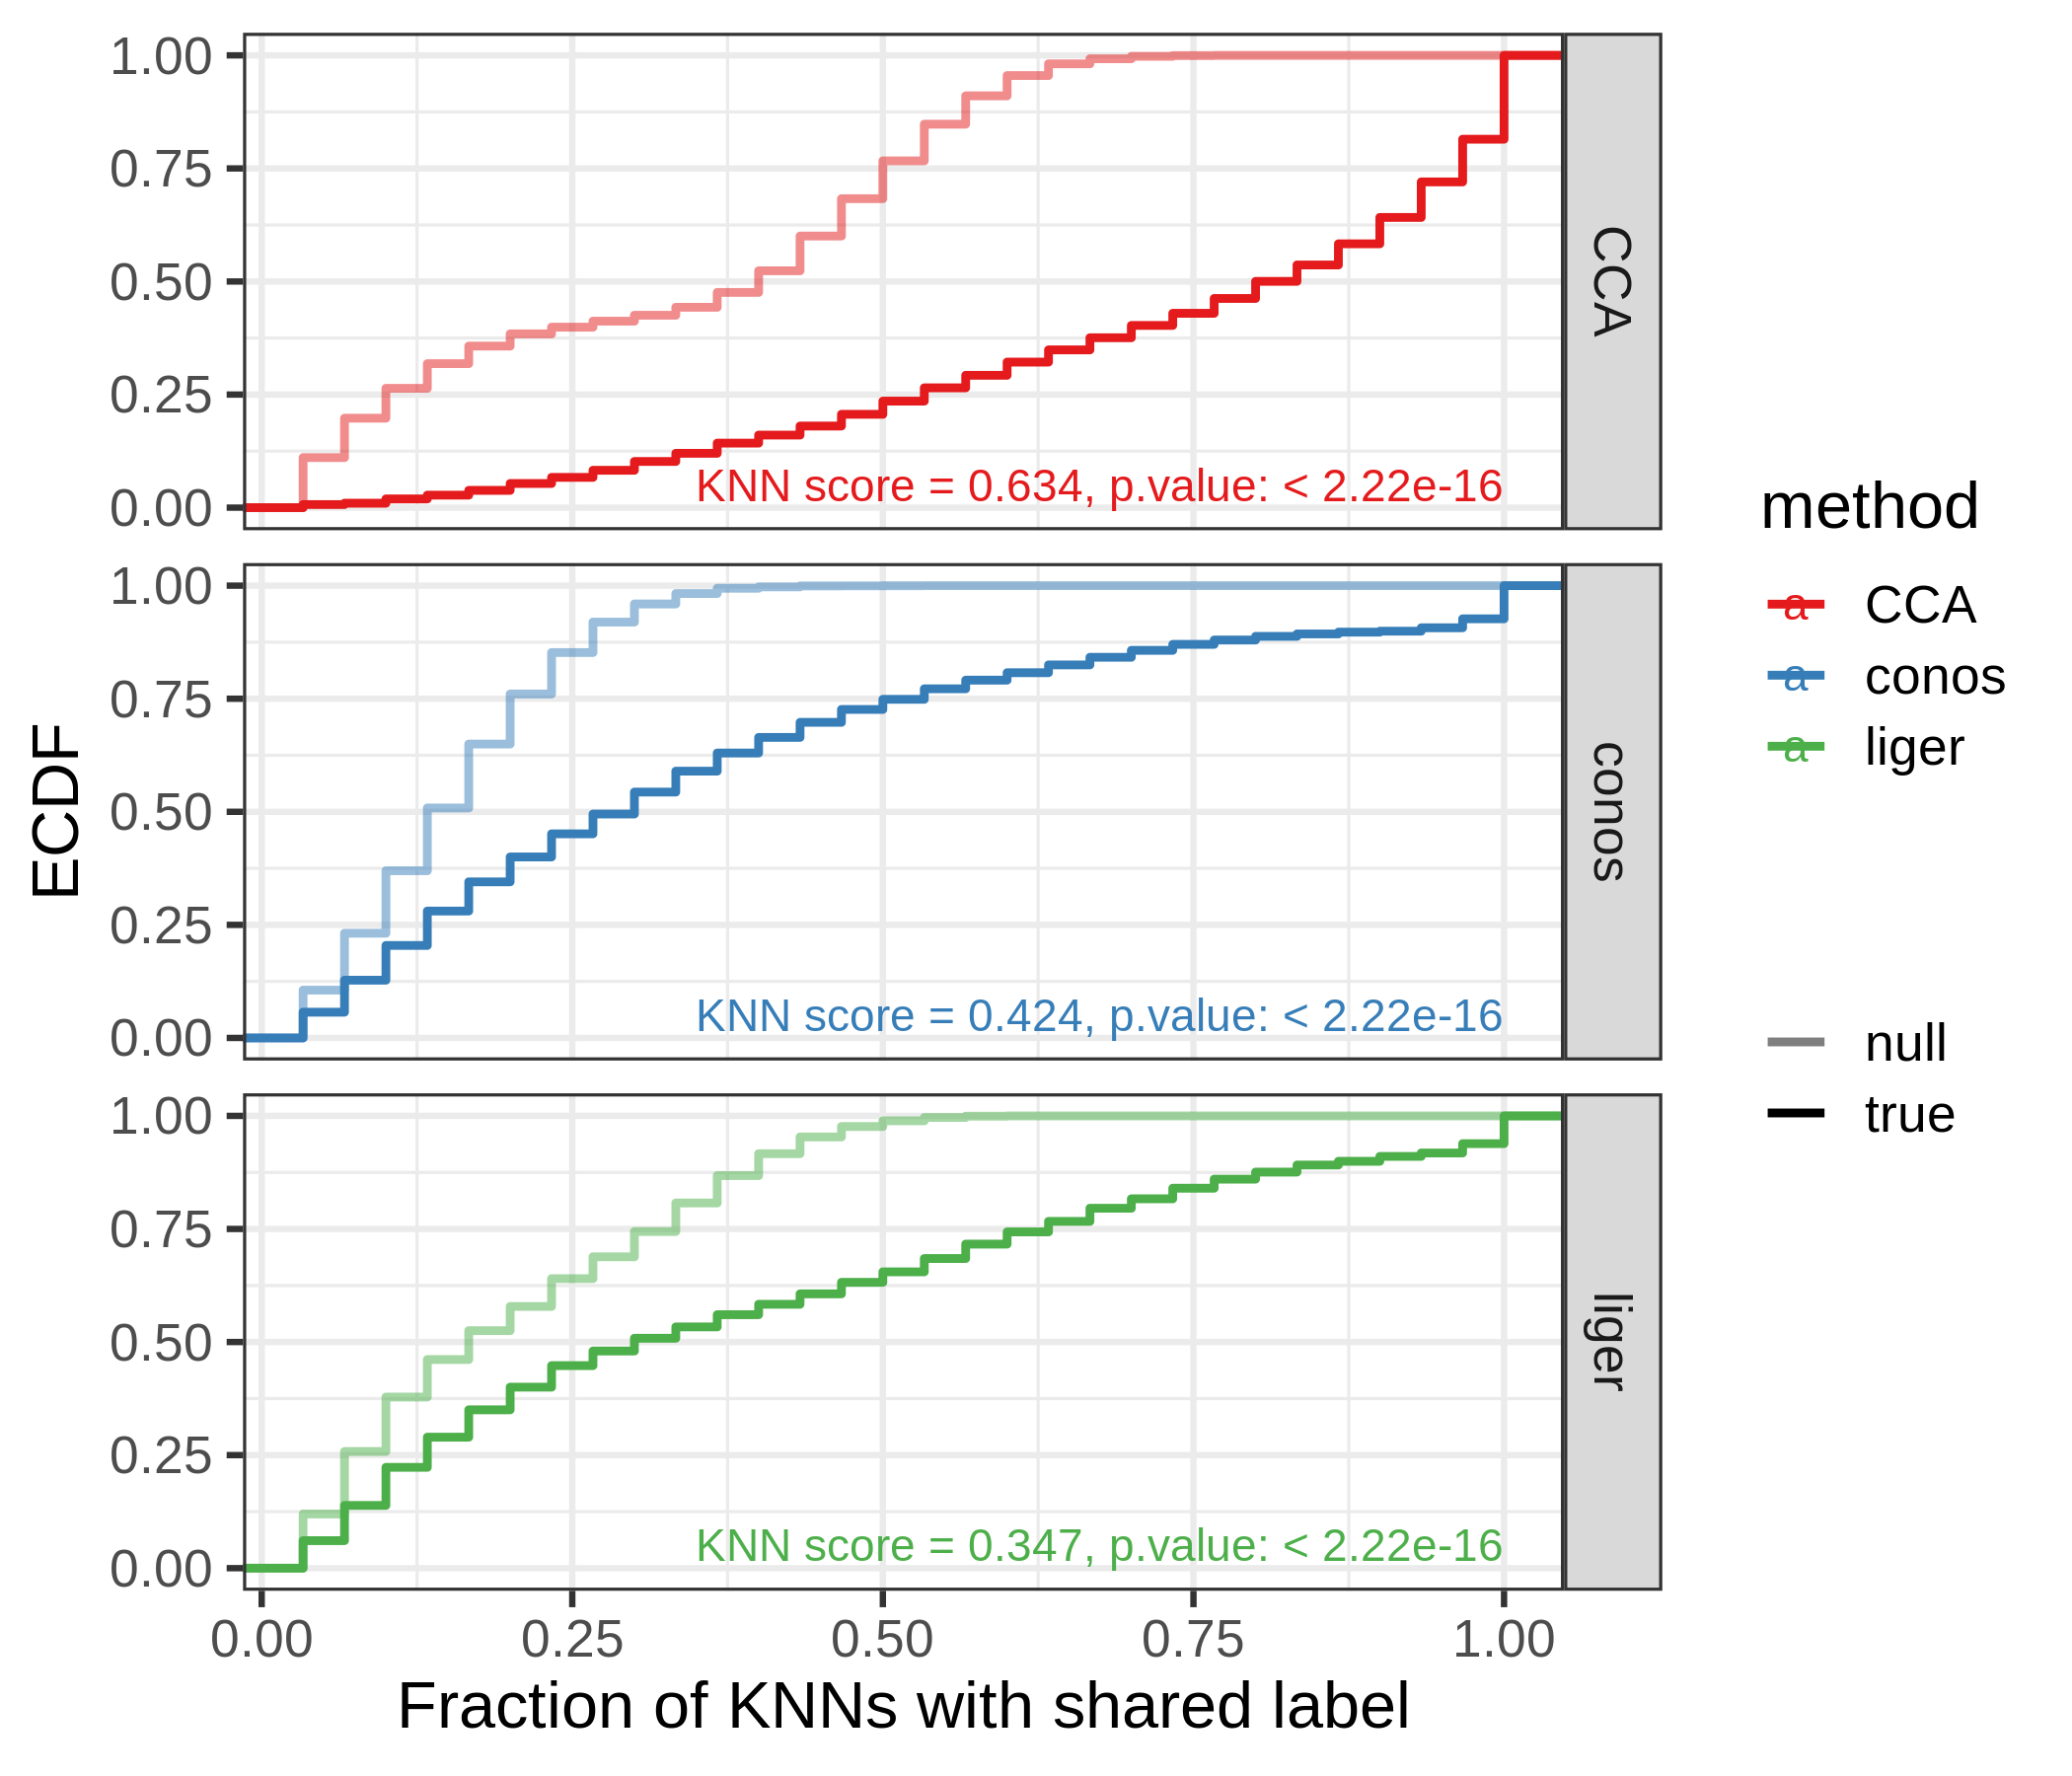 1.00
0.75
0.50
0.25
0.00
KNN score = 0.634, p.value: < 2.22e-16
CCA
1.00
0.75
0.50
0.25
0.00
KNN score = 0.424, p.value: < 2.22e-16
conos
1.00
0.75
0.50
0.25
0.00
KNN score = 0.347, p.value: < 2.22e-16
liger
ECDF
0.00 0.25 0.50 0.75 1.00
Fraction of KNNs with shared label
method
a CCA
a conos
a liger
null
true